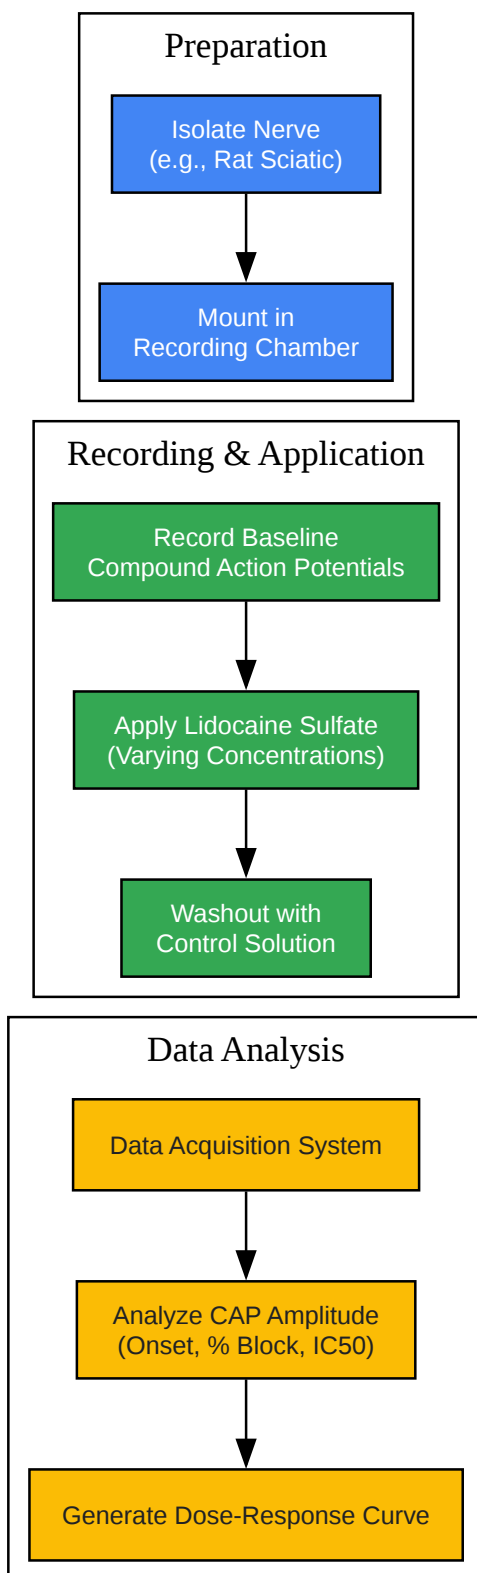 Preparation
Isolate Nerve
(e.g., Rat Sciatic)
Mount in
Recording Chamber
Recording & Application
Record Baseline
Compound Action Potentials
Apply Lidocaine Sulfate
(Varying Concentrations)
Washout with
Control Solution
Data Analysis
Data Acquisition System
Analyze CAP Amplitude
(Onset, % Block, IC50)
Generate Dose-Response Curve